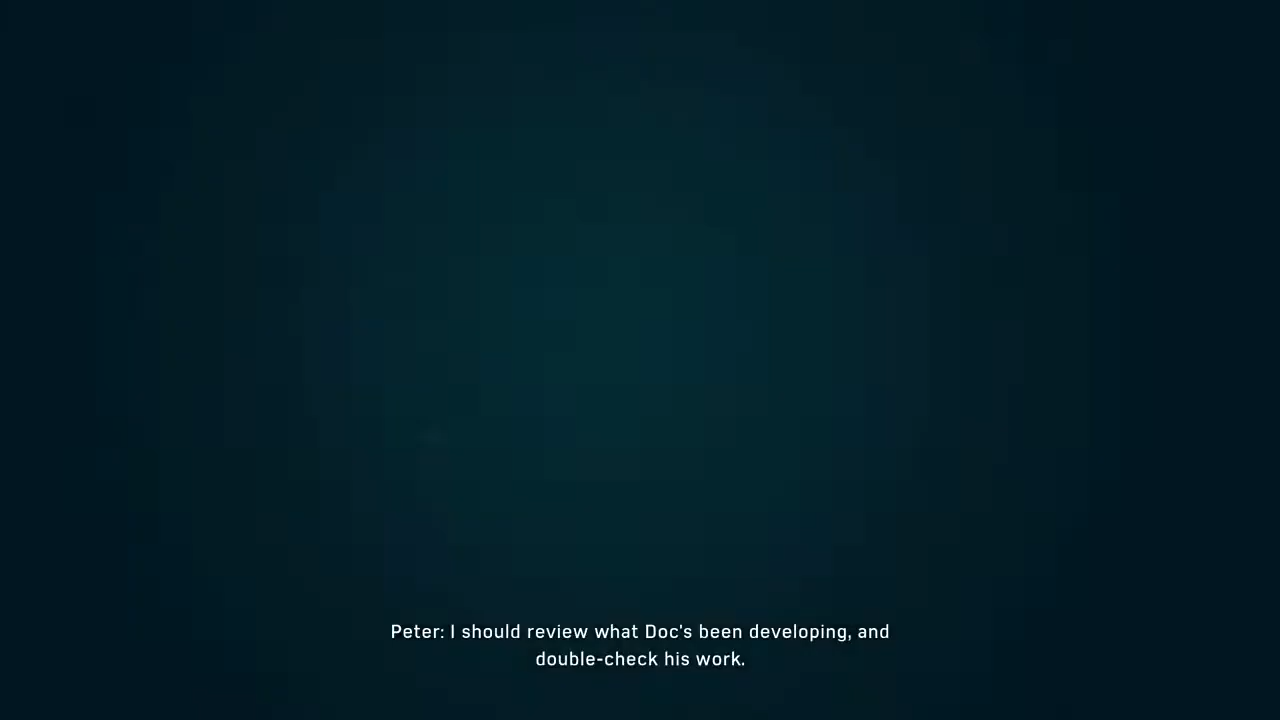 Peter: I should review what Doc's been developing, and
double-check his work.